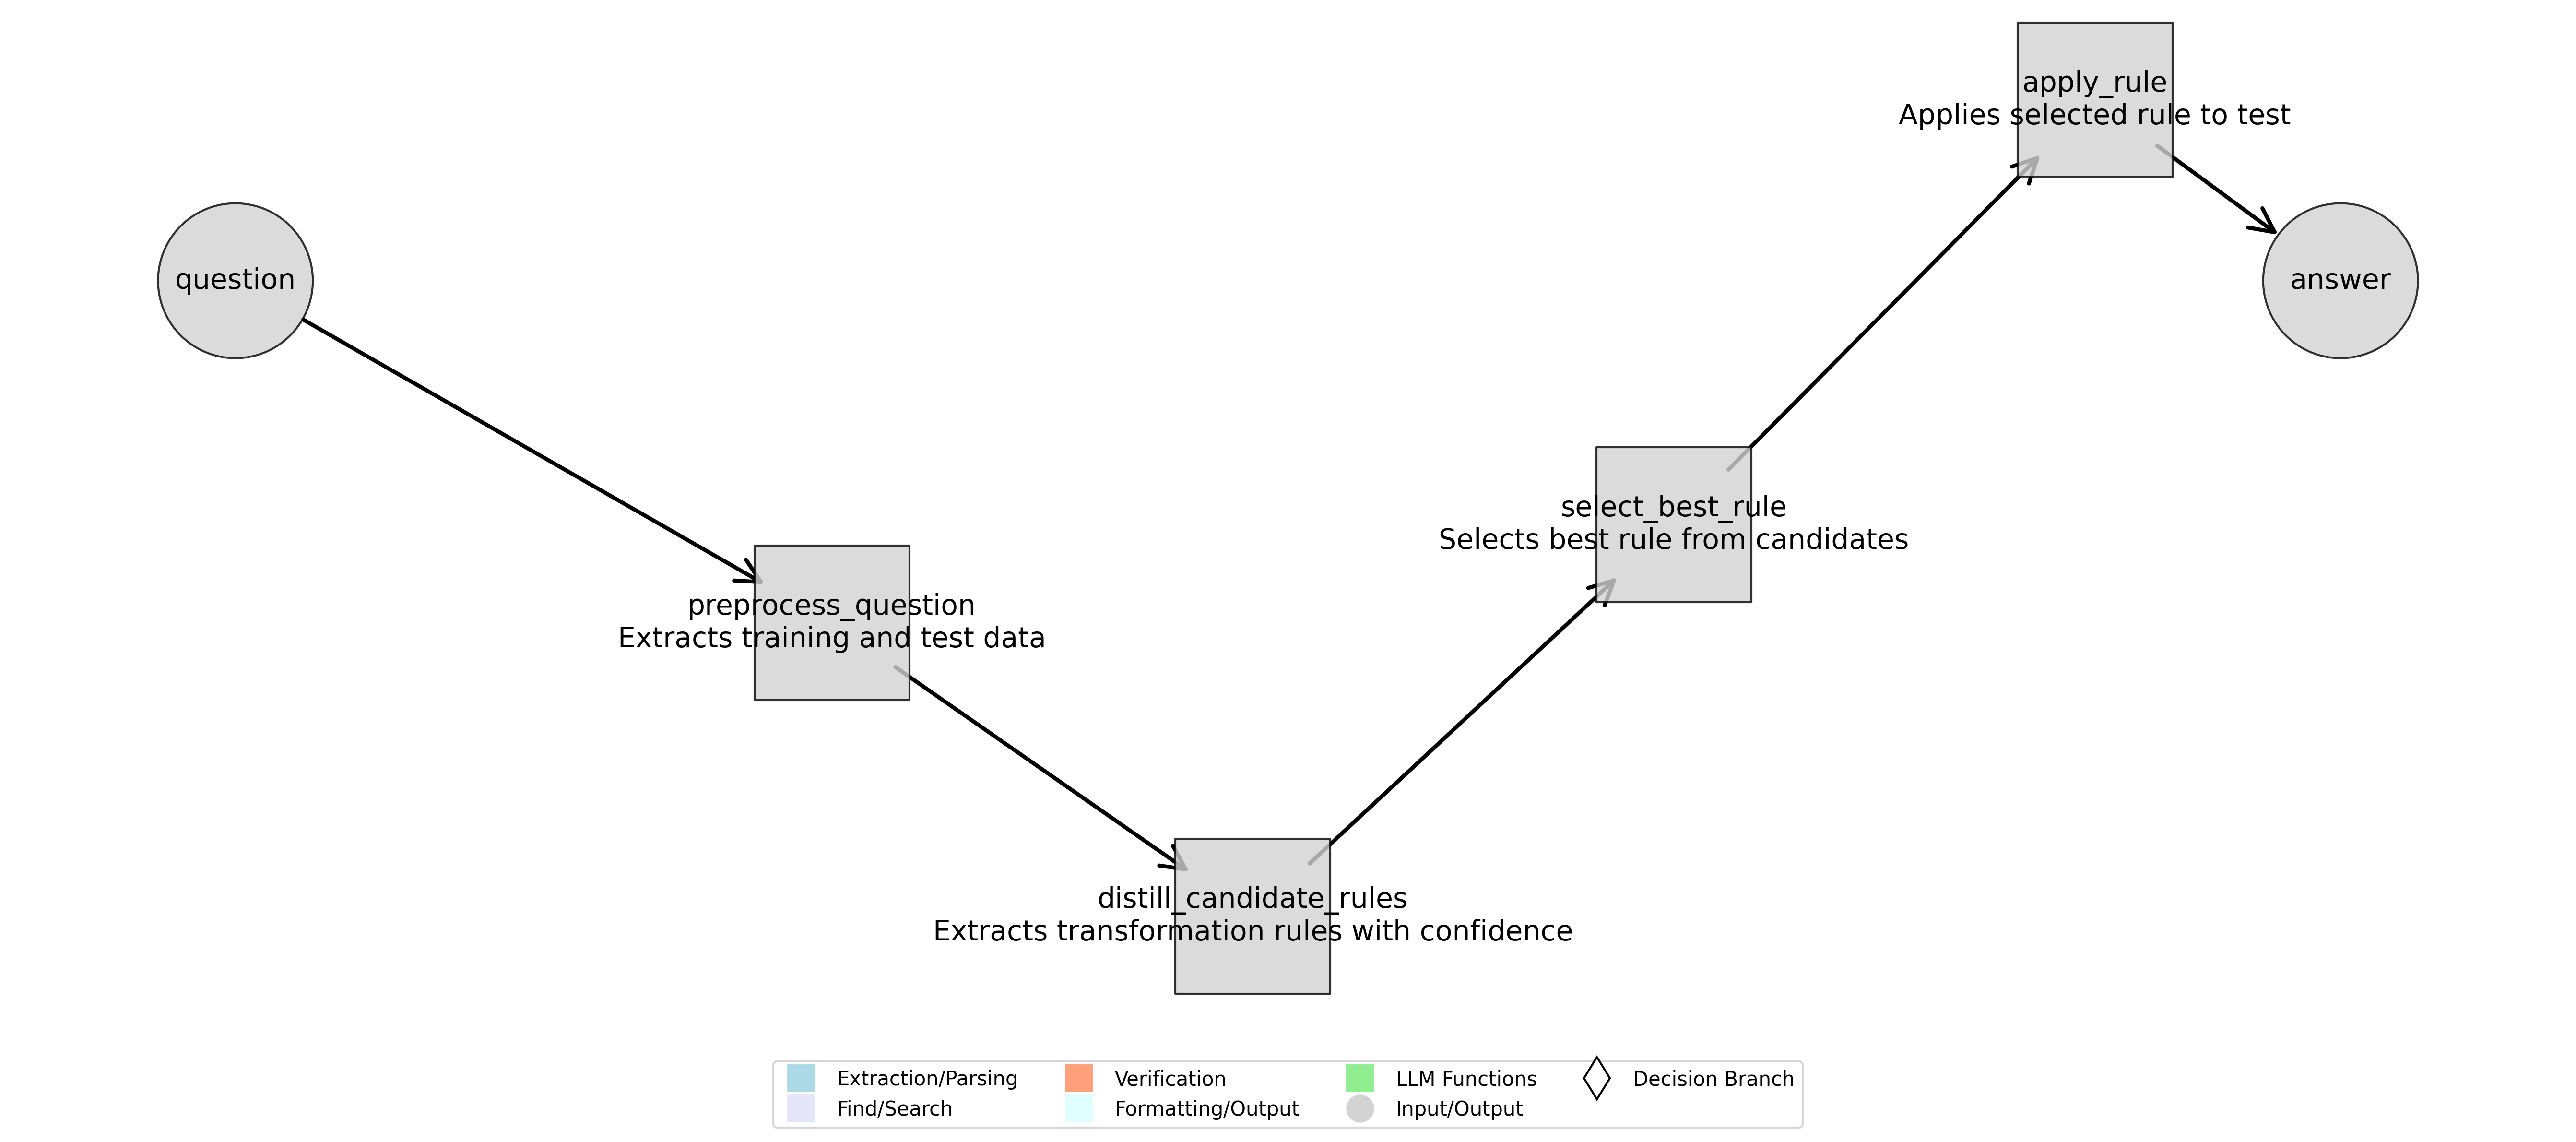 question
preprocess_question
Extracts training and test data
distill_candidate_rules
Extracts transformation rules with confidence
select_best_rule
Selects best rule from candidates
apply_rule
Applies selected rule to test
answer
Extraction/Parsing
Find/Search
Verification
Formatting/Output
LLM Functions
Input/Output
Decision Branch